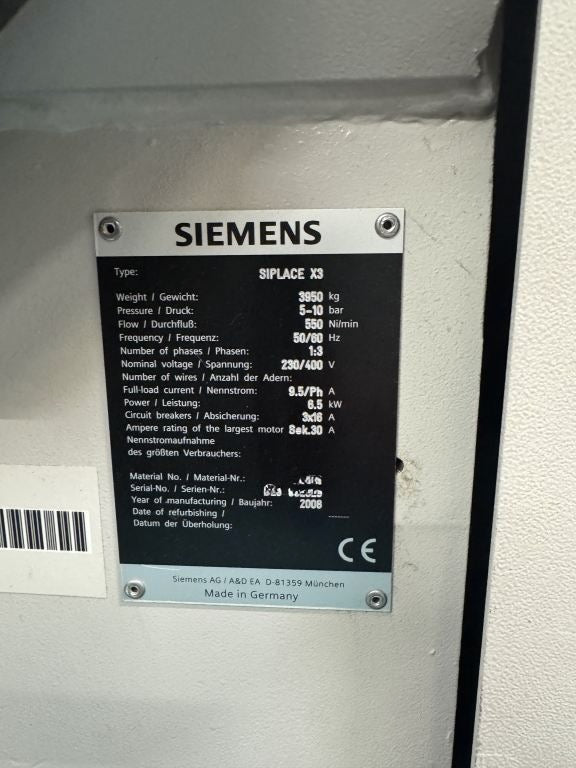 SIEMENS
Type: SIPLACE X3
Weight / Gewicht: 3950 kg
Pressure / Druck: 5-10 bar
Flow / Durchfluß: 550 Nl/min
Frequency / Frequenz: 50/60 Hz
Number of phases / Phasen: 1:3
Nominal voltage / Spannung: 230/400 V
Number of wires / Anzahl der Adern:
Full-load current / Nennstrom: 9.5/Ph A
Power / Leistung: 6.5 kW
Circuit breakers / Absicherung: 3x16 A
Ampere rating of the largest motor Sek.30 A
Nennstromaufnahme
des größten Verbrauchers:
Material No. / Material-Nr.:
Serial-No. / Serien-Nr.:
Year of manufacturing / Baujahr: 2008
Date of refurbishing /
Datum der Überholung:
CE
Siemens AG / A&D EA D-81359 München
Made in Germany